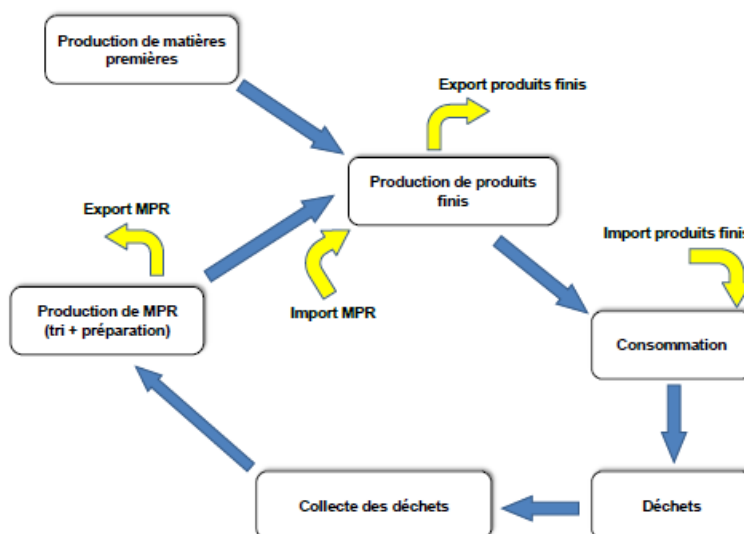 Production de matières
premières
Export produits finis
Production de produits
finis
Export MPR
Import produits finis
Production de MPR
(tri + préparation)
Import MPR
Consommation
Collecte des déchets
Déchets